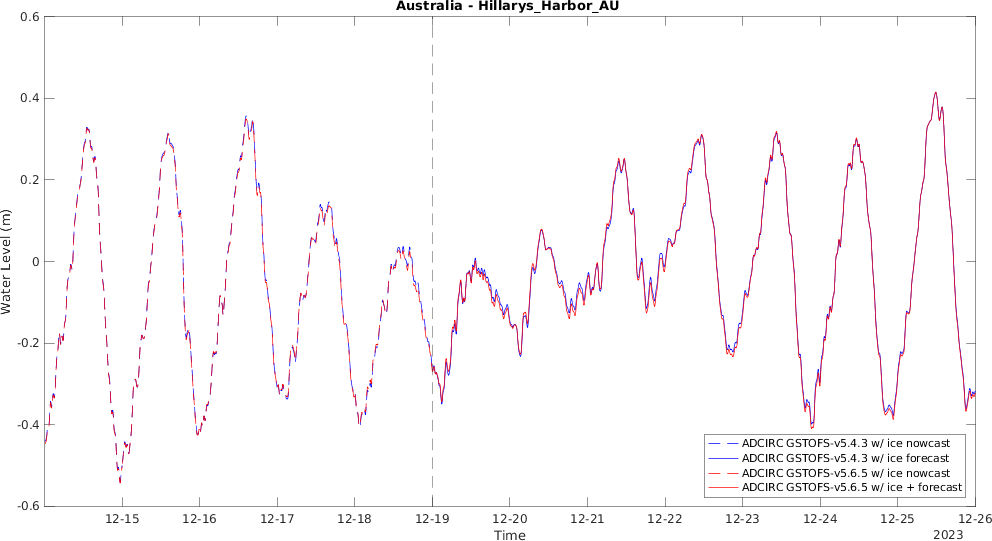 Australia - Hillarys_Harbor_AU
Water Level (m)
0.6
0.4
0.2
0
-0.2
-0.4
-0.6
ADCIRC GSTOFS-v5.4.3 w/ ice nowcast
ADCIRC GSTOFS-v5.4.3 w/ ice forecast
ADCIRC GSTOFS-v5.6.5 w/ ice nowcast
ADCIRC GSTOFS-v5.6.5 w/ ice + forecast
12-15 12-16 12-17 12-18 12-19 12-20 12-21 12-22 12-23 12-24 12-25 12-26
Time
2023